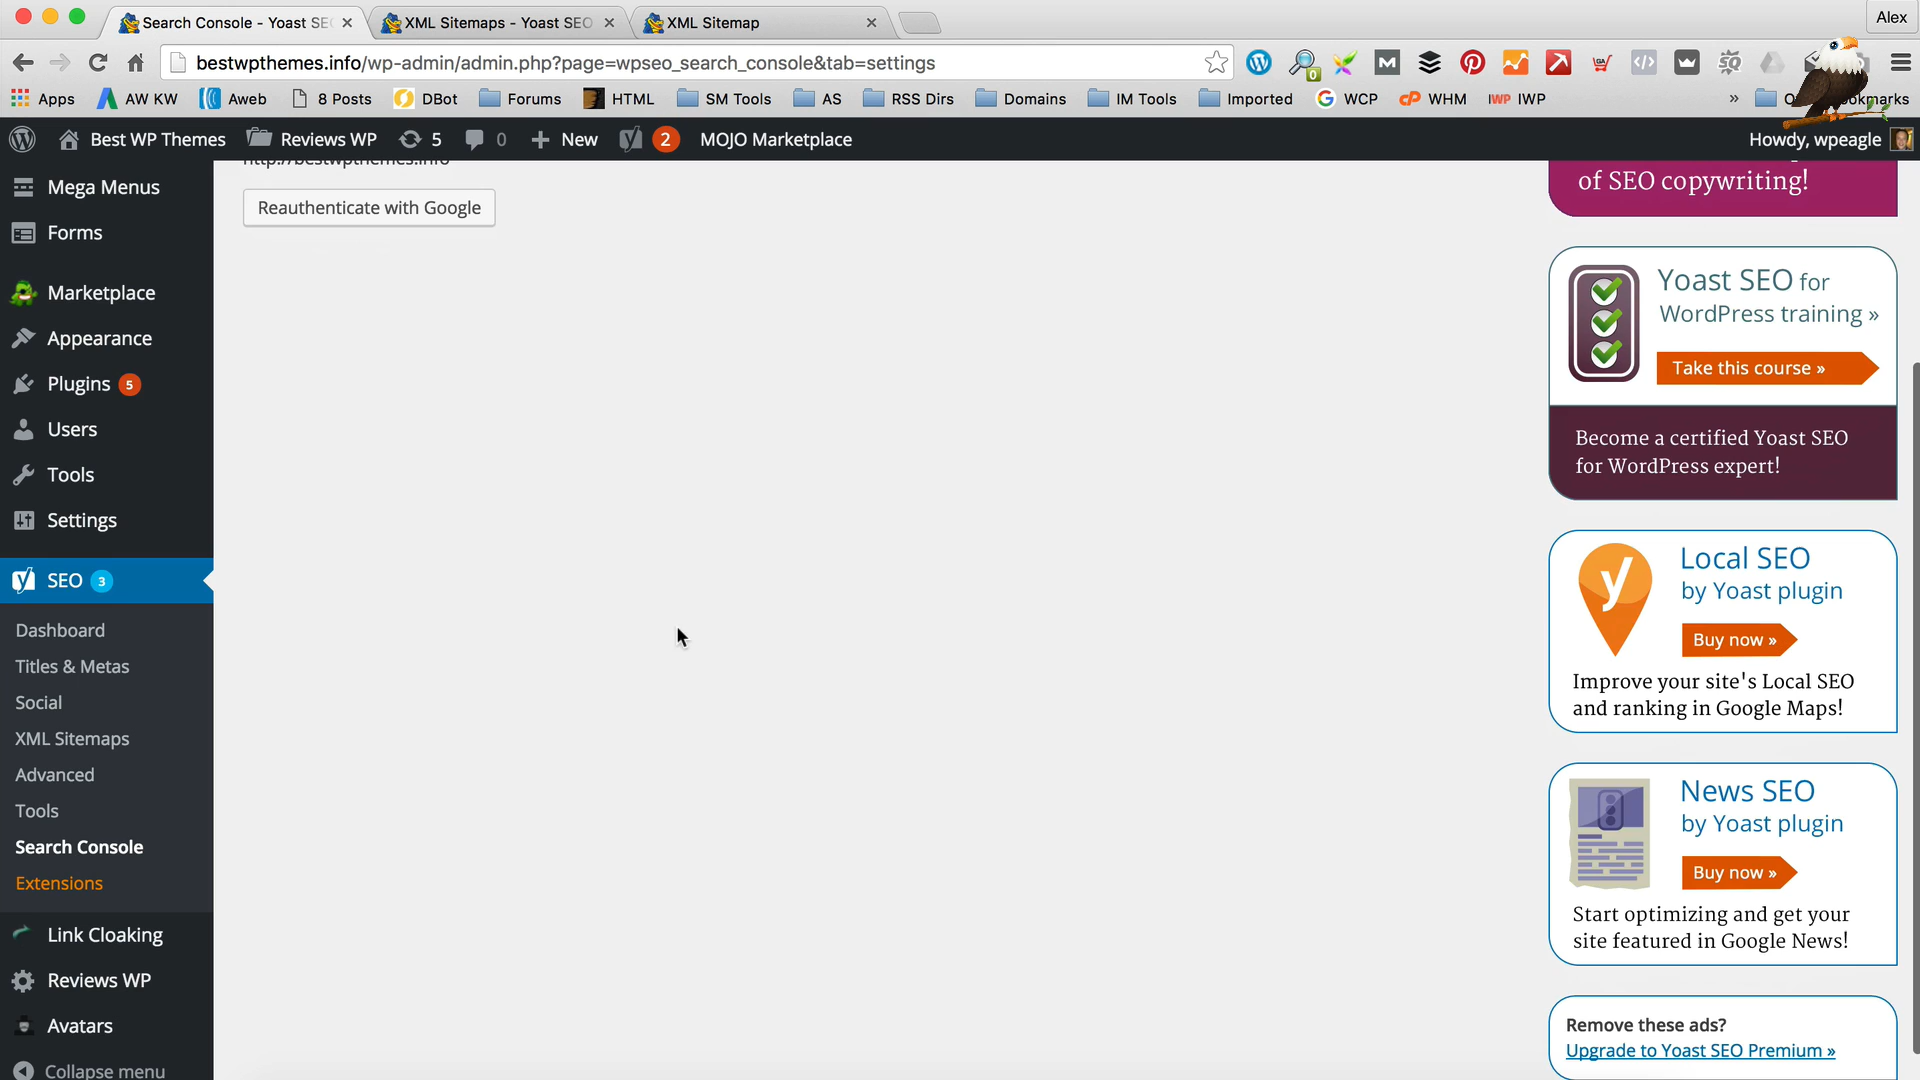 Search Console - Yoast SE
XML Sitemaps - Yoast SEO
XML Sitemap
Alex
bestwpthemes.info/wp-admin/admin.php?page=wpseo_search_console&tab=settings
0
Apps
AW KW
Aweb
8 Posts
DBot
Forums
HTML
SM Tools
AS
RSS Dirs
Domains
IM Tools
Imported
WCP
cP WHM
IWP IWP
»
Best WP Themes
Reviews WP
5
0
New
2
MOJO Marketplace
Howdy, wpeagle
http://bestwpthemes.info
Reauthenticate with Google
Mega Menus
Forms
Marketplace
Appearance
Plugins 5
Users
Tools
Settings
SEO 3
Dashboard
Titles & Metas
Social
XML Sitemaps
Advanced
Tools
Search Console
Extensions
Link Cloaking
Reviews WP
Avatars
Collapse menu
of SEO copywriting!
Yoast SEO for
WordPress training »
Take this course »
Become a certified Yoast SEO
for WordPress expert!
Local SEO
by Yoast plugin
Buy now »
Improve your site's Local SEO
and ranking in Google Maps!
News SEO
by Yoast plugin
Buy now »
Start optimizing and get your
site featured in Google News!
Remove these ads?
Upgrade to Yoast SEO Premium »